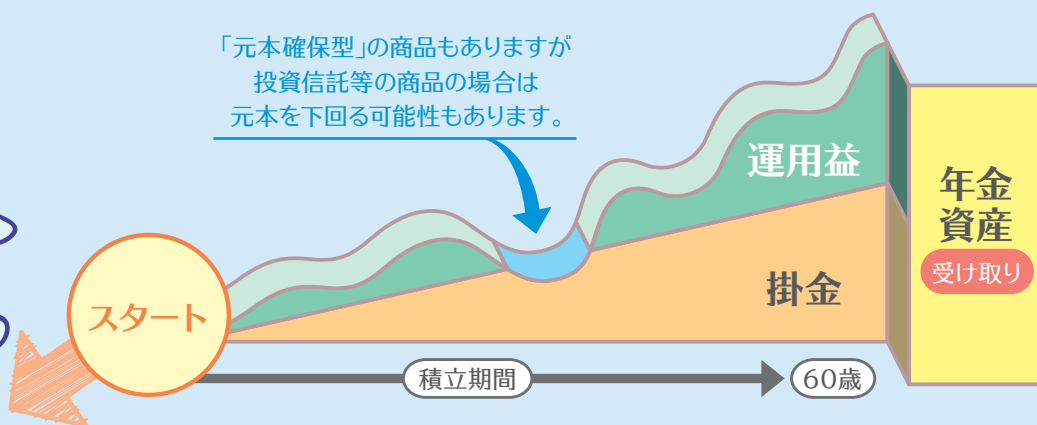 「元本確保型」の商品もありますが
投資信託等の商品の場合は
元本を下回る可能性もあります。
運用益
年金
資産
受け取り
掛金
スタート
積立期間
60歳